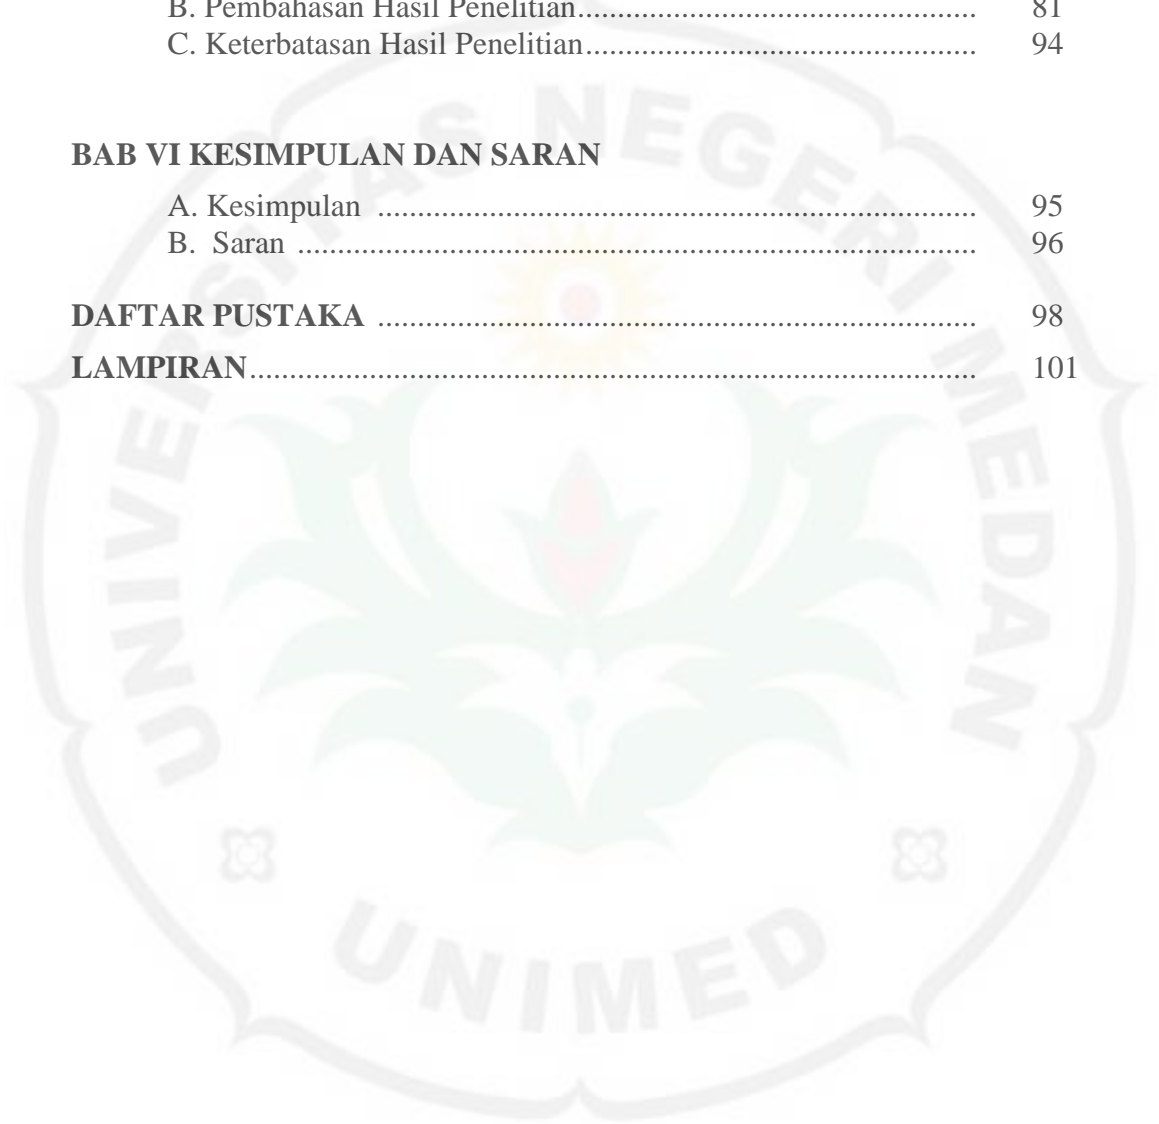 B. Pembahasan Hasil Penelitian.................................................. 81
C. Keterbatasan Hasil Penelitian................................................. 94
BAB VI KESIMPULAN DAN SARAN
A. Kesimpulan ........................................................................... 95
B. Saran ..................................................................................... 96
DAFTAR PUSTAKA ........................................................................... 98
LAMPIRAN........................................................................................... 101
UNIVERSITAS NEGERI MEDAN
UNIMED